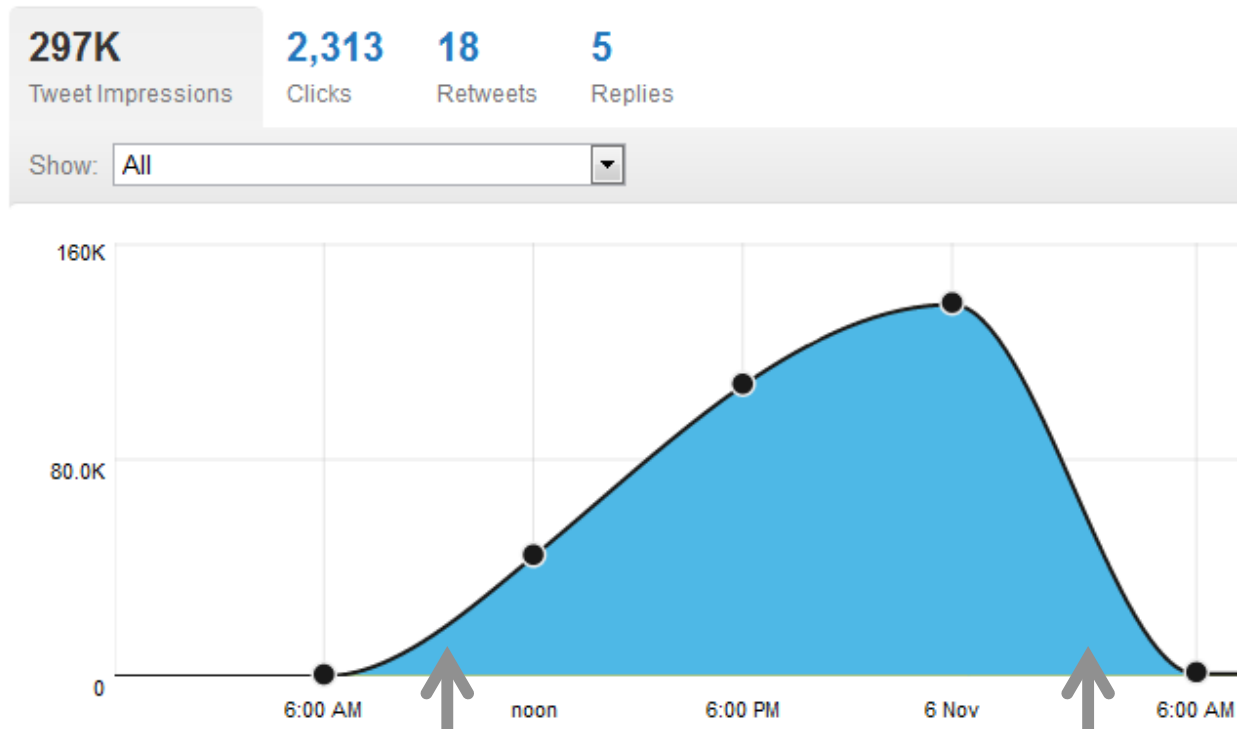 297K 2,313 18 5
Tweet Impressions Clicks Retweets Replies
Show: All
160K
80.0K
0
6:00 AM noon 6:00 PM 6 Nov 6:00 AM